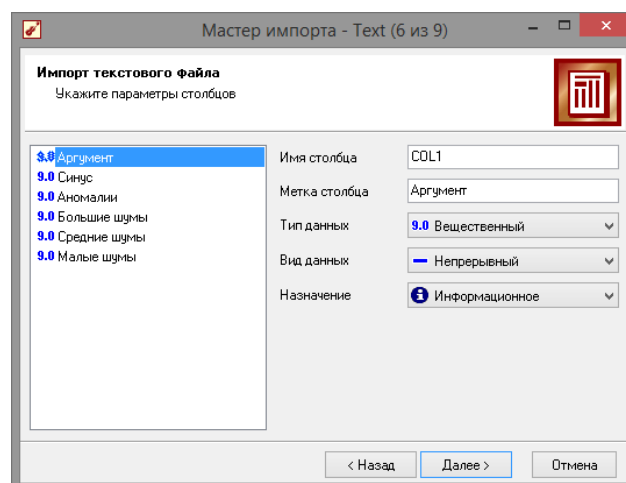 Мастер импорта - Text (6 из 9)
Импорт текстового файла
Укажите параметры столбцов
9.0 Аргумент
9.0 Синус
9.0 Аномалии
9.0 Большие шумы
9.0 Средние шумы
9.0 Малые шумы
Имя столбца COL1
Метка столбца Аргумент
Тип данных 9.0 Вещественный
Вид данных Непрерывный
Назначение Информационное
< Назад Далее > Отмена